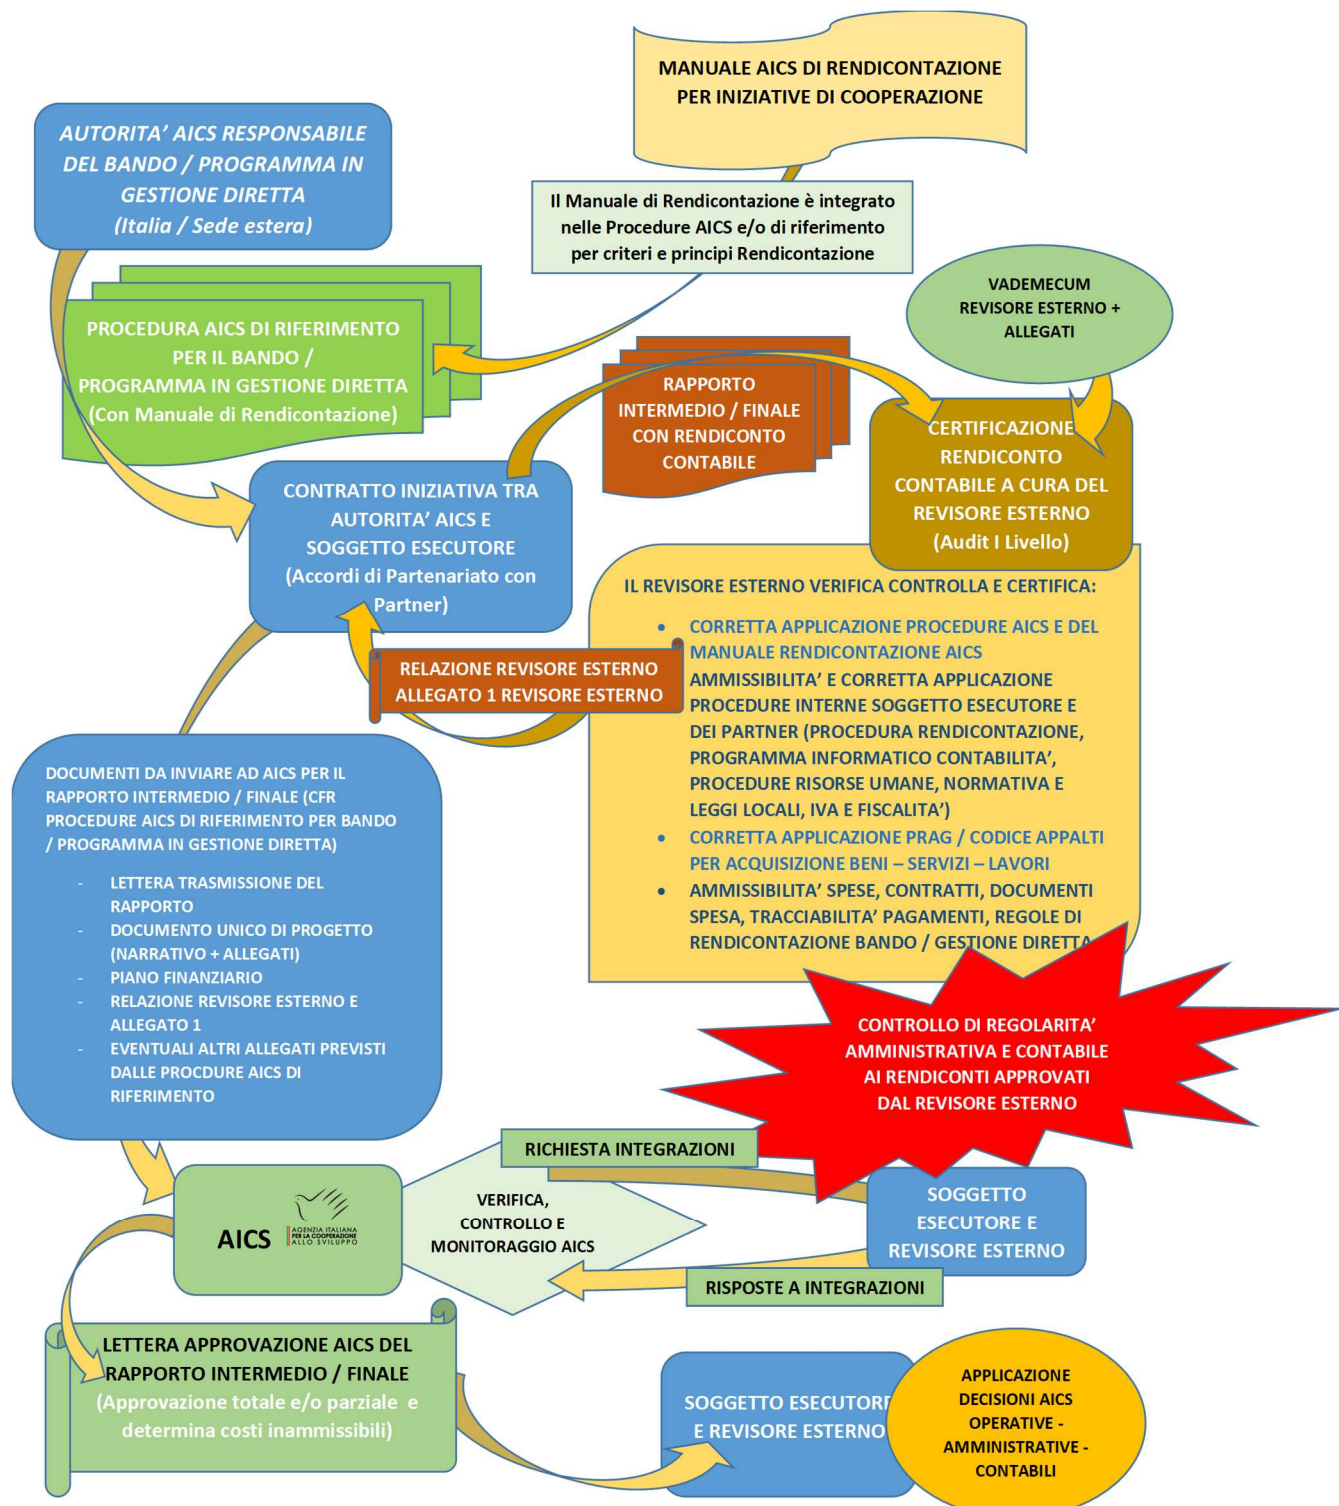 MANUALE AICS DI RENDICONTAZIONE
PER INIZIATIVE DI COOPERAZIONE
AUTORITA’ AICS RESPONSABILE
DEL BANDO / PROGRAMMA IN
GESTIONE DIRETTA
(Italia / Sede estera)
Il Manuale di Rendicontazione è integrato
nelle Procedure AICS e/o di riferimento
per criteri e principi Rendicontazione
VADEMECUM
REVISORE ESTERNO +
ALLEGATI
PROCEDURA AICS DI RIFERIMENTO
PER IL BANDO /
PROGRAMMA IN GESTIONE DIRETTA
(Con Manuale di Rendicontazione)
RAPPORTO
INTERMEDIO / FINALE
CON RENDICONTO
CONTABILE
CERTIFICAZIONE
RENDICONTO
CONTABILE A CURA DEL
REVISORE ESTERNO
(Audit I Livello)
CONTRATTO INIZIATIVA TRA
AUTORITA’ AICS E
SOGGETTO ESECUTORE
(Accordi di Partenariato con
Partner)
IL REVISORE ESTERNO VERIFICA CONTROLLA E CERTIFICA:
• CORRETTA APPLICAZIONE PROCEDURE AICS E DEL
MANUALE RENDICONTAZIONE AICS
AMMISSIBILITA’ E CORRETTA APPLICAZIONE
PROCEDURE INTERNE SOGGETTO ESECUTORE E
DEI PARTNER (PROCEDURA RENDICONTAZIONE,
PROGRAMMA INFORMATICO CONTABILITA’,
PROCEDURE RISORSE UMANE, NORMATIVA E
LEGGI LOCALI, IVA E FISCALITA’)
• CORRETTA APPLICAZIONE PRAG / CODICE APPALTI
PER ACQUISIZIONE BENI – SERVIZI – LAVORI
• AMMISSIBILITA’ SPESE, CONTRATTI, DOCUMENTI
SPESA, TRACCIABILITA’ PAGAMENTI, REGOLE DI
RENDICONTAZIONE BANDO / GESTIONE DIRETTA
RELAZIONE REVISORE ESTERNO
ALLEGATO 1 REVISORE ESTERNO
DOCUMENTI DA INVIARE AD AICS PER IL
RAPPORTO INTERMEDIO / FINALE (CFR
PROCEDURE AICS DI RIFERIMENTO PER BANDO
/ PROGRAMMA IN GESTIONE DIRETTA)
- LETTERA TRASMISSIONE DEL
RAPPORTO
- DOCUMENTO UNICO DI PROGETTO
(NARRATIVO + ALLEGATI)
- PIANO FINANZIARIO
- RELAZIONE REVISORE ESTERNO E
ALLEGATO 1
- EVENTUALI ALTRI ALLEGATI PREVISTI
DALLE PROCDURE AICS DI
RIFERIMENTO
CONTROLLO DI REGOLARITA’
AMMINISTRATIVA E CONTABILE
AI RENDICONTI APPROVATI
DAL REVISORE ESTERNO
RICHIESTA INTEGRAZIONI
AICS
AGENZIA ITALIANA
PER LA COOPERAZIONE
ALLO SVILUPPO
VERIFICA,
CONTROLLO E
MONITORAGGIO AICS
SOGGETTO
ESECUTORE E
REVISORE ESTERNO
RISPOSTE A INTEGRAZIONI
LETTERA APPROVAZIONE AICS DEL
RAPPORTO INTERMEDIO / FINALE
(Approvazione totale e/o parziale e
determina costi inammissibili)
SOGGETTO ESECUTORE
E REVISORE ESTERNO
APPLICAZIONE
DECISIONI AICS
OPERATIVE -
AMMINISTRATIVE -
CONTABILI